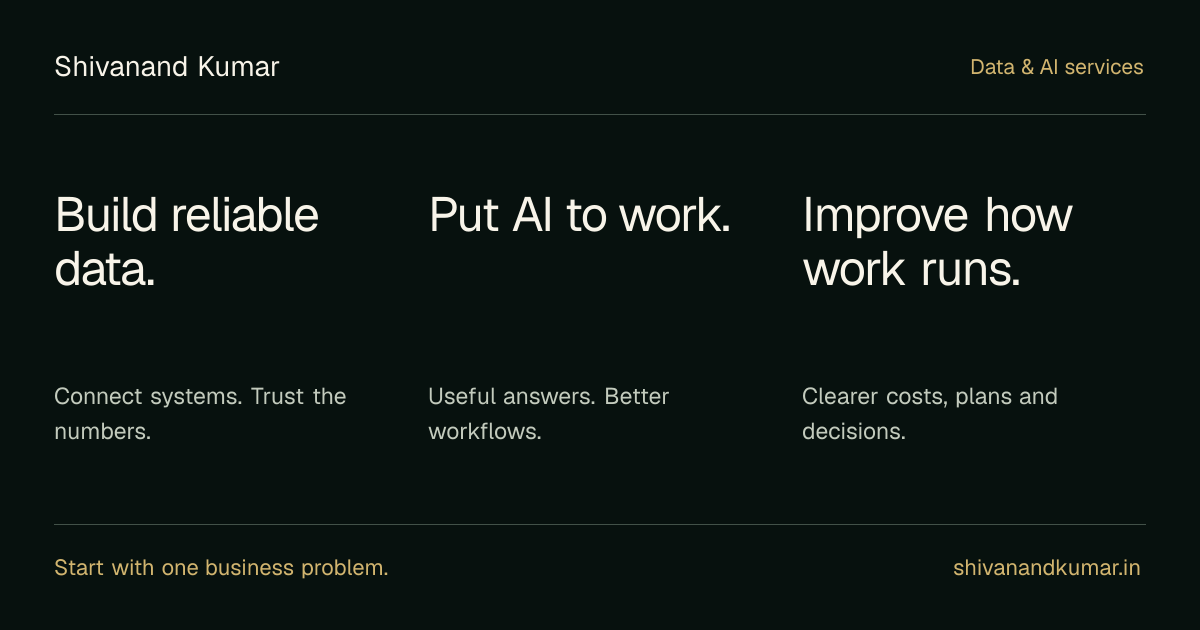 Shivanand Kumar
Data & AI services
Build reliable
data.
Put AI to work.
Improve how
work runs.
Connect systems. Trust the
numbers.
Useful answers. Better
workflows.
Clearer costs, plans and
decisions.
Start with one business problem.
shivanandkumar.in